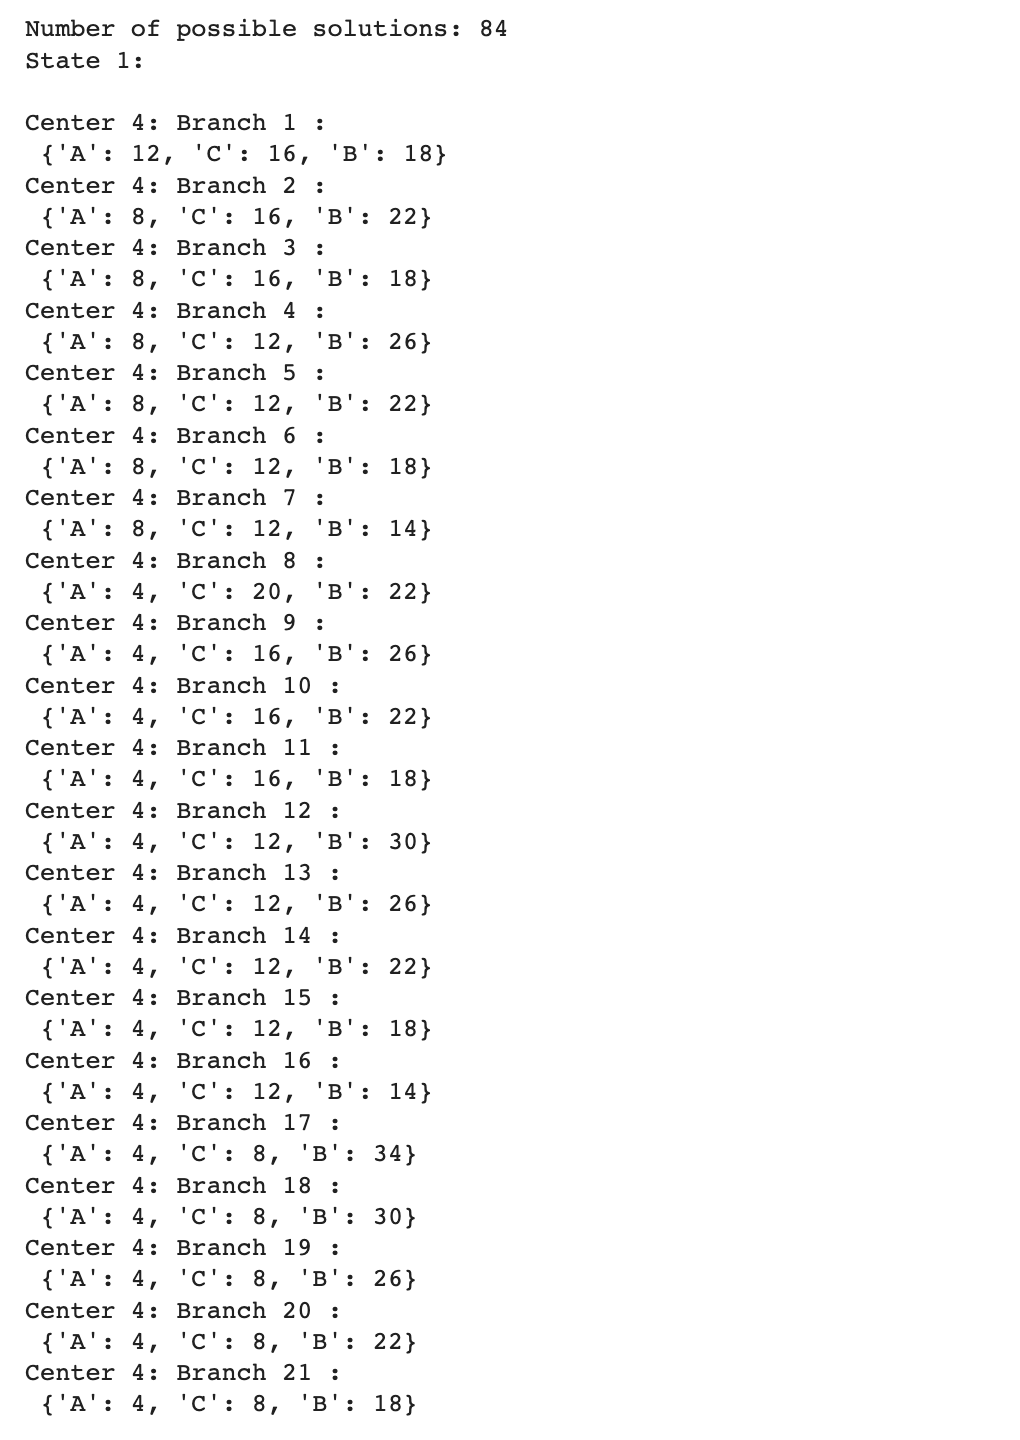 Number of possible solutions: 84
State 1:
Center 4: Branch 1 :
{'A': 12, 'C': 16, 'B': 18}
Center 4: Branch 2 :
{'A': 8, 'C': 16, 'B': 22}
Center 4: Branch 3 :
{'A': 8, 'C': 16, 'B': 18}
Center 4: Branch 4 :
{'A': 8, 'C': 12, 'B': 26}
Center 4: Branch 5 :
{'A': 8, 'C': 12, 'B': 22}
Center 4: Branch 6 :
{'A': 8, 'C': 12, 'B': 18}
Center 4: Branch 7 :
{'A': 8, 'C': 12, 'B': 14}
Center 4: Branch 8 :
{'A': 4, 'C': 20, 'B': 22}
Center 4: Branch 9 :
{'A': 4, 'C': 16, 'B': 26}
Center 4: Branch 10 :
{'A': 4, 'C': 16, 'B': 22}
Center 4: Branch 11 :
{'A': 4, 'C': 16, 'B': 18}
Center 4: Branch 12 :
{'A': 4, 'C': 12, 'B': 30}
Center 4: Branch 13 :
{'A': 4, 'C': 12, 'B': 26}
Center 4: Branch 14 :
{'A': 4, 'C': 12, 'B': 22}
Center 4: Branch 15 :
{'A': 4, 'C': 12, 'B': 18}
Center 4: Branch 16 :
{'A': 4, 'C': 12, 'B': 14}
Center 4: Branch 17 :
{'A': 4, 'C': 8, 'B': 34}
Center 4: Branch 18 :
{'A': 4, 'C': 8, 'B': 30}
Center 4: Branch 19 :
{'A': 4, 'C': 8, 'B': 26}
Center 4: Branch 20 :
{'A': 4, 'C': 8, 'B': 22}
Center 4: Branch 21 :
{'A': 4, 'C': 8, 'B': 18}